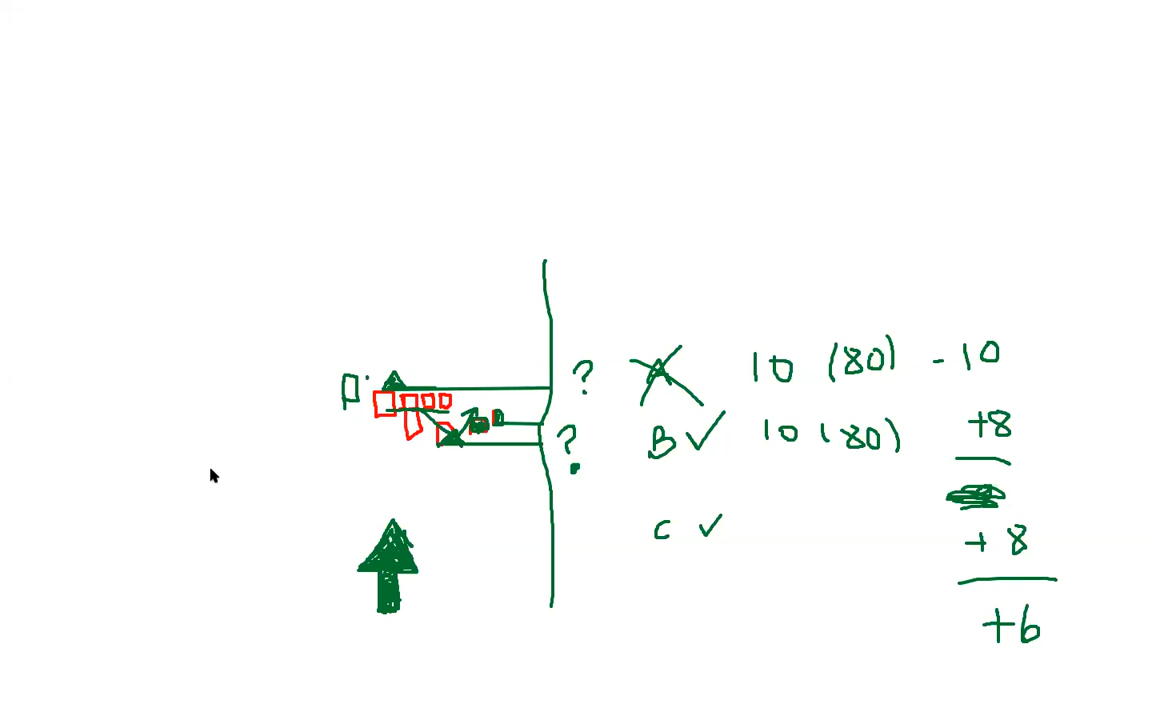 ? A 10 (80) - 10
? B ✓ 10 (80) +8
C ✓ + 8
+6